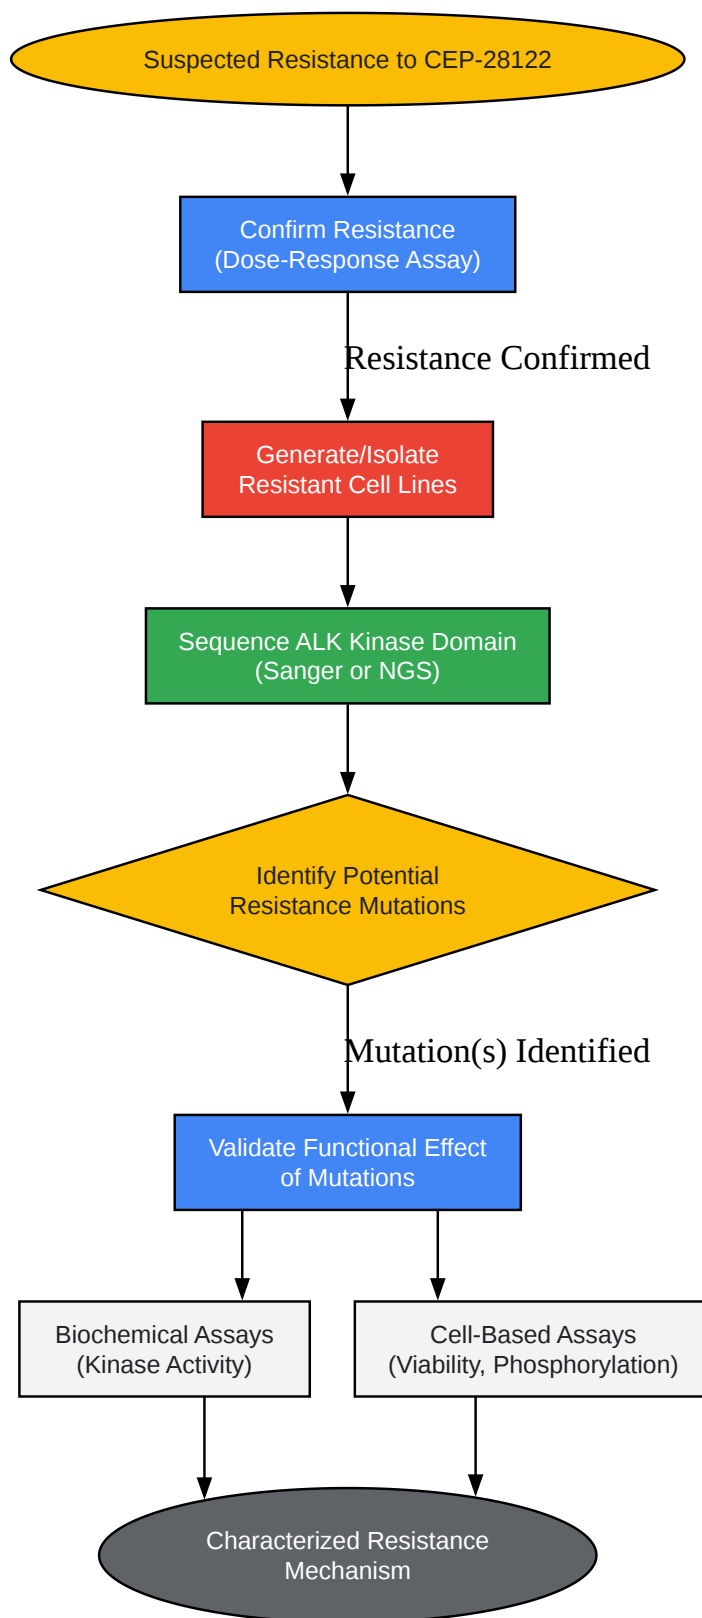 Suspected Resistance to CEP-28122
Confirm Resistance
(Dose-Response Assay)
Resistance Confirmed
Generate/Isolate
Resistant Cell Lines
Sequence ALK Kinase Domain
(Sanger or NGS)
Identify Potential
Resistance Mutations
Mutation(s) Identified
Validate Functional Effect
of Mutations
Biochemical Assays
(Kinase Activity)
Cell-Based Assays
(Viability, Phosphorylation)
Characterized Resistance
Mechanism